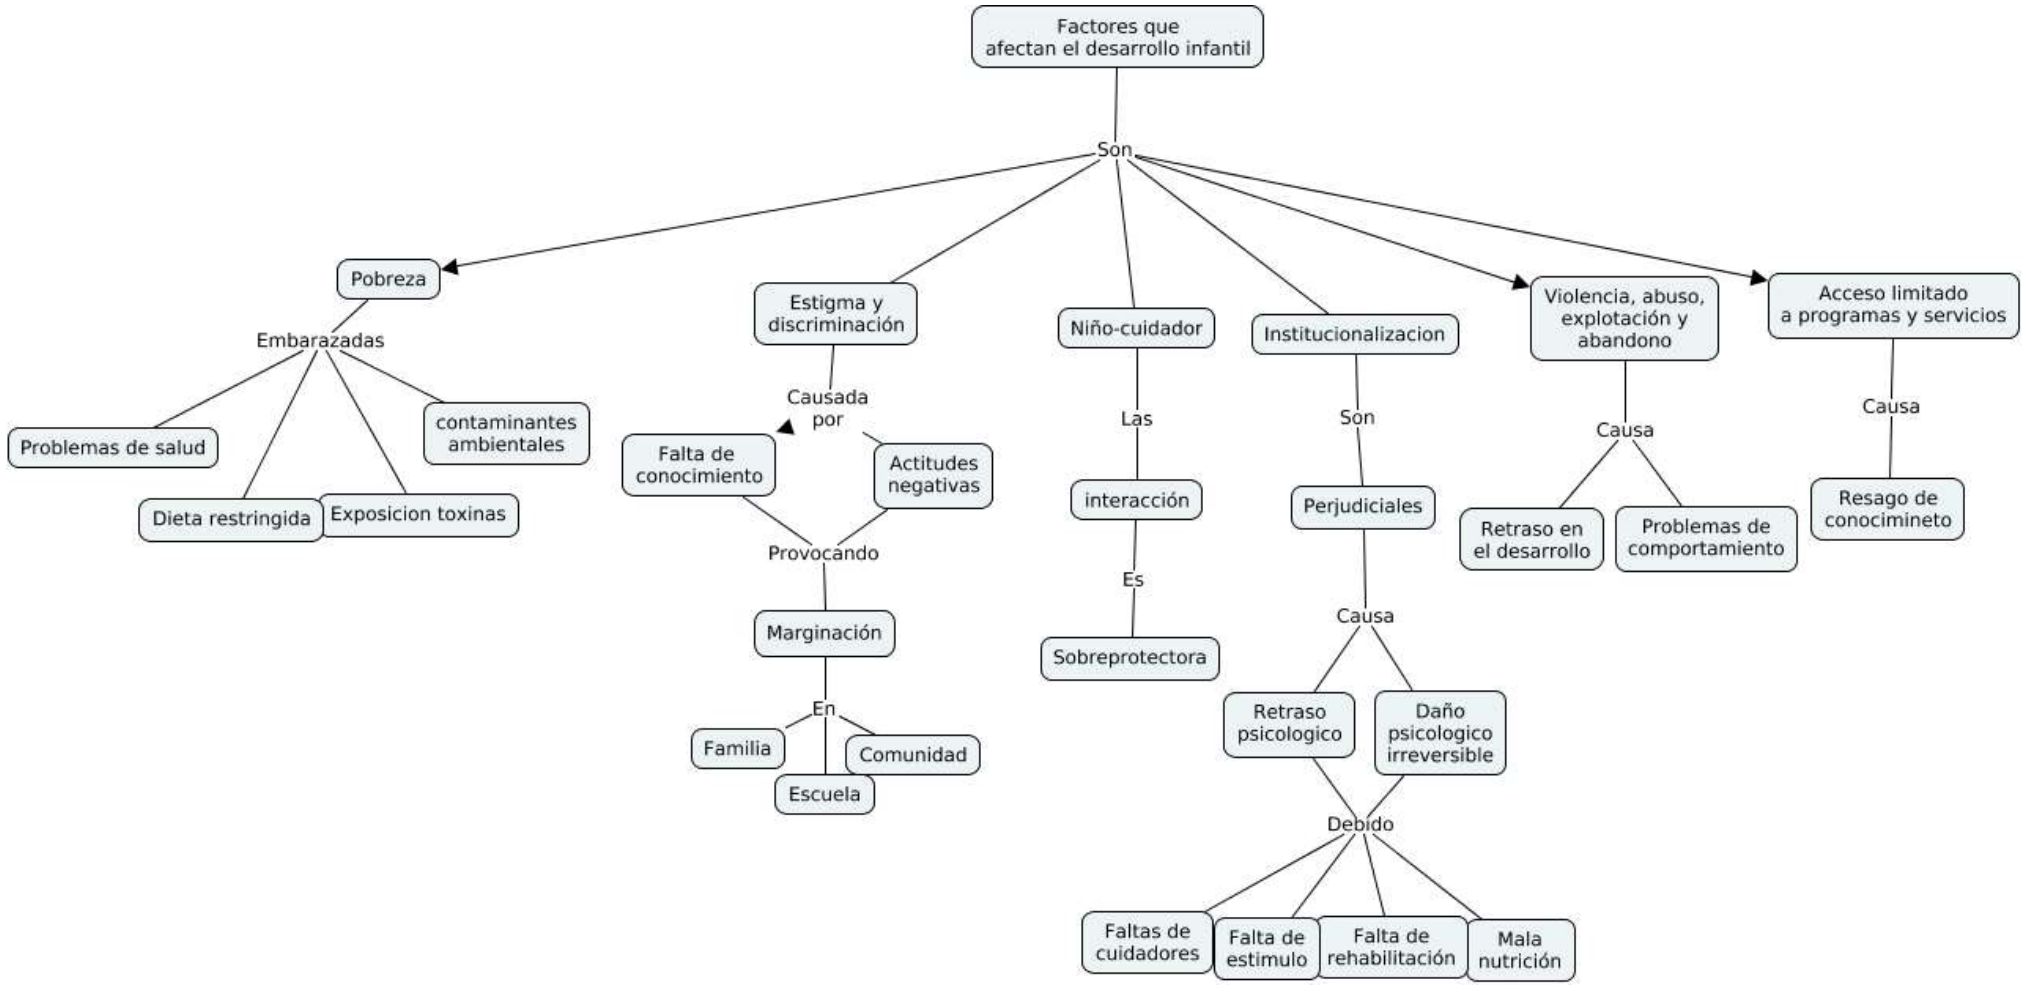 Factores que
afectan el desarrollo infantil
Son
Pobreza
Embarazadas
Problemas de salud
Dieta restringida
Exposicion toxinas
contaminantes
ambientales
Estigma y
discriminación
Causada
por
Falta de
conocimiento
Actitudes
negativas
Provocando
Marginación
En
Familia
Escuela
Comunidad
Niño-cuidador
Las
interacción
Es
Sobreprotectora
Institucionalizacion
Son
Perjudiciales
Causa
Retraso
psicologico
Daño
psicologico
irreversible
Debido
Faltas de
cuidadores
Falta de
estimulo
Falta de
rehabilitación
Mala
nutrición
Violencia, abuso,
explotación y
abandono
Causa
Retraso en
el desarrollo
Problemas de
comportamiento
Acceso limitado
a programas y servicios
Causa
Resago de
conocimineto